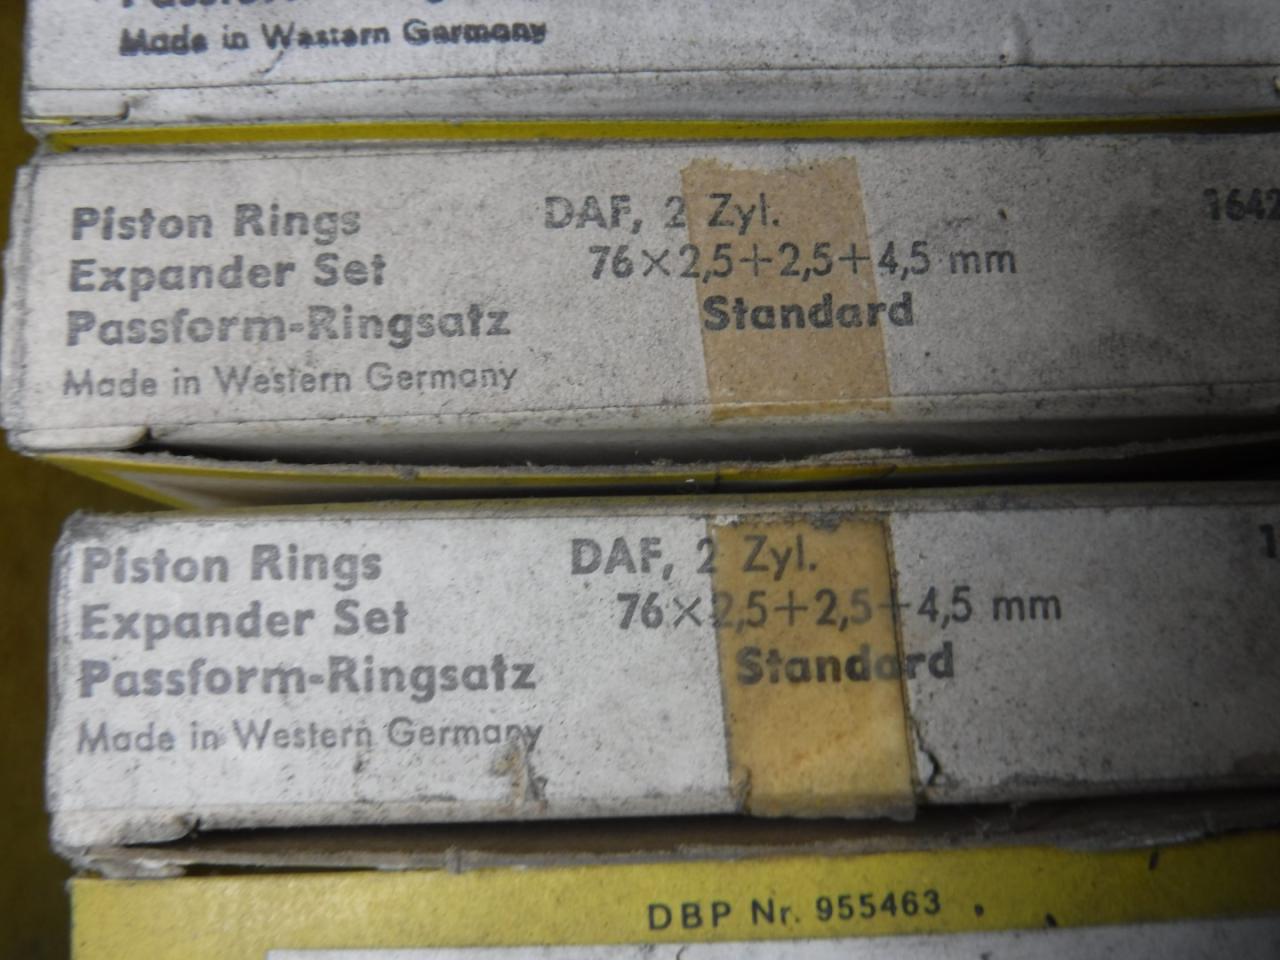 Made in Western Germany
Piston Rings
Expander Set
Passform-Ringsatz
Made in Western Germany
DAF, 2 Zyl.
76×2,5+2,5+4,5 mm
Standard
1642
Piston Rings
Expander Set
Passform-Ringsatz
Made in Western Germany
DAF, 2 Zyl.
76×2,5+2,5+4,5 mm
Standard
1
DBP Nr. 955463